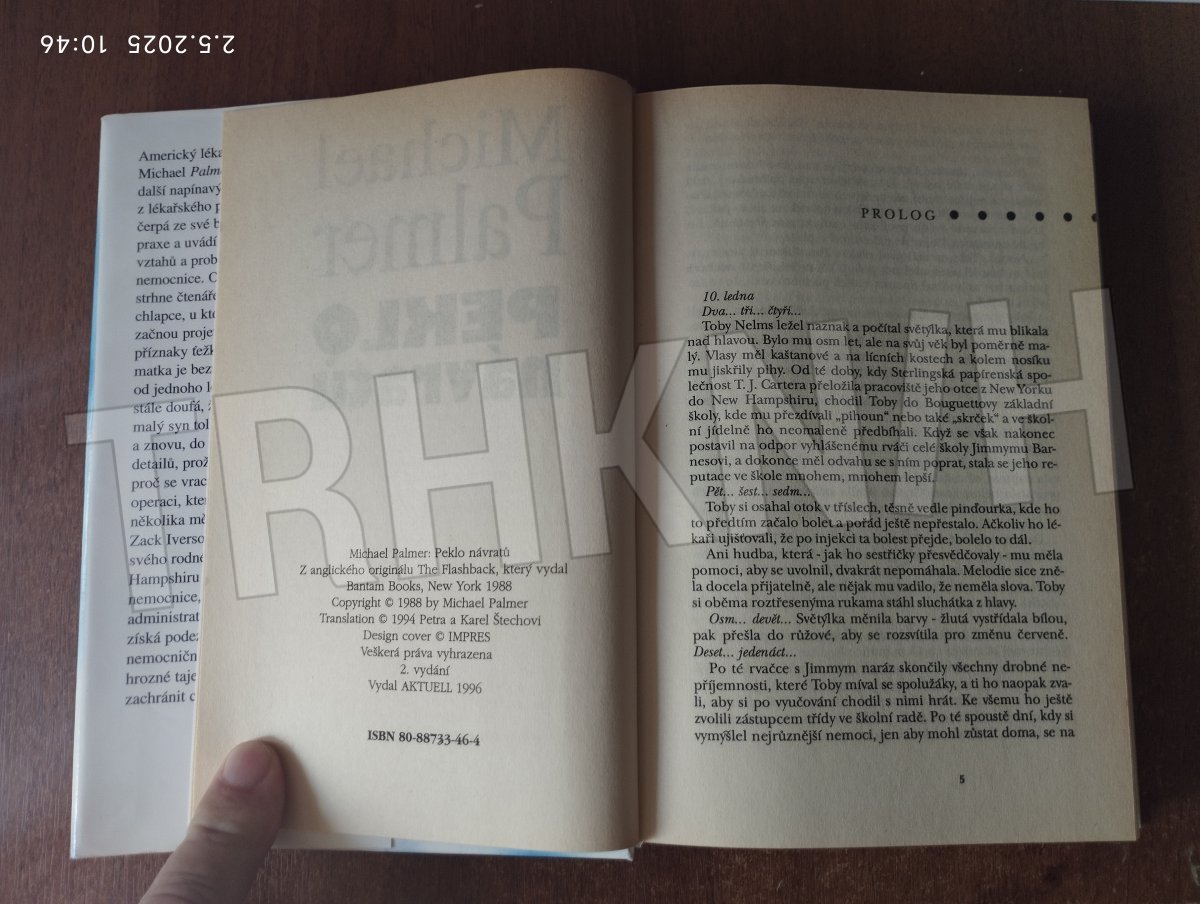 2.5.2025 10:46
Americký léka
Michael Palm
další napínavý
z lékařského p
čerpá ze své b
praxe a uvádí
vztahů a prob
nemocnice. O
strhne čtenáře
chlapce, u kte
začnou projev
příznaky ťežk
matka je bez
od jednoho l
stále doufá, ž
malý syn tol
a znovu, do
detailů, prož
proč se vrac
operaci, kter
několika mě
Zack Iverso
svého rodné
Hampshiru
nemocnice,
administrat
získá podez
nemocničn
hrozné taje
zachránit c
Michael
Palmer
PEKLO
Michael Palmer: Peklo návratů
Z anglického originálu The Flashback, který vydal
Bantam Books, New York 1988
Copyright © 1988 by Michael Palmer
Translation © 1994 Petra a Karel Štechovi
Design cover © IMPRES
Veškerá práva vyhrazena
2. vydání
Vydal AKTUELL 1996
ISBN 80-88733-46-4
PROLOG ● ● ● ● ● ●
10. ledna
Dva... tři... čtyři...
Toby Nelms ležel naznak a počítal světýlka, která mu blikala
nad hlavou. Bylo mu osm let, ale na svůj věk byl poměrně ma-
lý. Vlasy měl kaštanové a na lícních kostech a kolem nosíku
mu jiskřily pihy. Od té doby, kdy Sterlingská papírenská spo-
lečnost T. J. Cartera přeložila pracoviště jeho otce z New Yorku
do New Hampshiru, chodil Toby do Bouguettovy základní
školy, kde mu přezdívali „pihoun" nebo také „skrček" a ve škol-
ní jídelně ho neomaleně předbíhali. Když se však nakonec
postavil na odpor vyhlášenému rváči celé školy Jimmymu Bar-
nesovi, a dokonce měl odvahu se s ním poprat, stala se jeho re-
putace ve škole mnohem, mnohem lepší.
Pět... šest... sedm...
Toby si osahal otok v tříslech, těsně vedle pinďourka, kde ho
to předtím začalo bolet a pořád ještě nepřestalo. Ačkoliv ho lé-
kaři ujišťovali, že po injekci ta bolest přejde, bolelo to dál.
Ani hudba, která - jak ho sestřičky přesvědčovaly - mu měla
pomoci, aby se uvolnil, dvakrát nepomáhala. Melodie sice zně-
la docela přijatelně, ale nějak mu vadilo, že neměla slova. Toby
si oběma roztřesenýma rukama stáhl sluchátka z hlavy.
Osm... devět... Světýlka měnila barvy - žlutá vystřídala bílou,
pak přešla do růžové, aby se rozsvítila pro změnu červeně.
Deset... jedenáct...
Po té rvačce s Jimmym naráz skončily všechny drobné ne-
příjemnosti, které Toby míval se spolužáky, a ti ho naopak zva-
li, aby si po vyučování chodil s nimi hrát. Ke všemu ho ještě
zvolili zástupcem třídy ve školní radě. Po té spoustě dní, kdy si
vymýšlel nejrůznější nemoci, jen aby mohl zůstat doma, se na
5
TRHKNIH